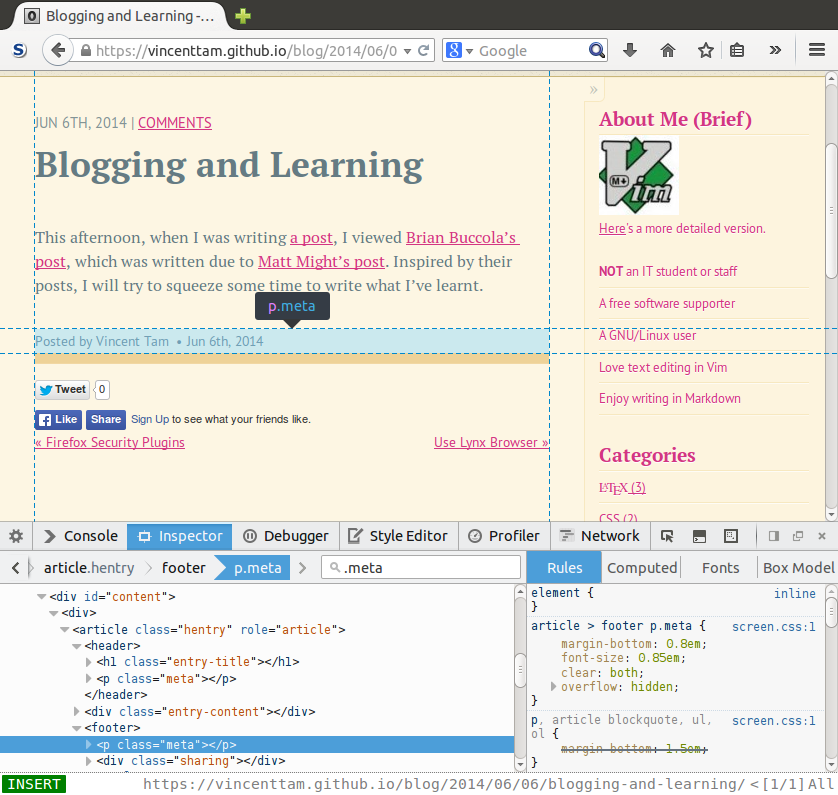 Blogging and Learning -...
S https://vincenttam.github.io/blog/2014/06/0 8 Google »
»
JUN 6TH, 2014 | COMMENTS
Blogging and Learning
This afternoon, when I was writing a post, I viewed Brian Buccola’s
post, which was written due to Matt Might’s post. Inspired by their
posts, I will try to squeeze some time to write what I’ve learnt.
p.meta
Posted by Vincent Tam • Jun 6th, 2014
Tweet 0
Like Share Sign Up to see what your friends like.
« Firefox Security Plugins Use Lynx Browser »
About Me (Brief)
Vim
M+
Here's a more detailed version.
NOT an IT student or staff
A free software supporter
A GNU/Linux user
Love text editing in Vim
Enjoy writing in Markdown
Categories
LATEX (3)
CSS (2)
Console Inspector Debugger Style Editor Profiler Network
article.hentry footer p.meta .meta Rules Computed Fonts Box Model
<div id="content">
<div>
<article class="hentry" role="article">
<header>
<h1 class="entry-title"></h1>
<p class="meta"></p>
</header>
<div class="entry-content"></div>
<footer>
<p class="meta"></p>
<div class="sharing"></div>
element { inline
}
article > footer p.meta { screen.css:1
margin-bottom: 0.8em;
font-size: 0.85em;
clear: both;
overflow: hidden;
}
p, article blockquote, ul, screen.css:1
ol {
margin-bottom: 1.5em;
}
INSERT https://vincenttam.github.io/blog/2014/06/06/blogging-and-learning/ < [1/1] All